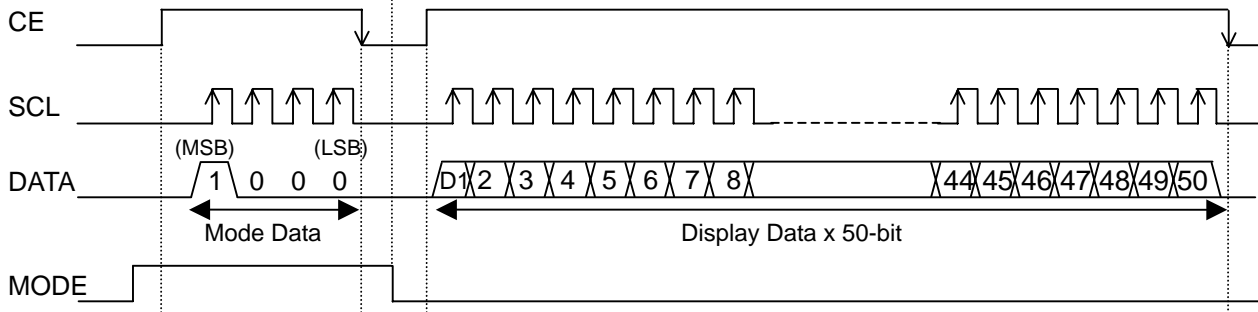 CE
SCL
(MSB) (LSB)
DATA 1 0 0 0 D1 2 3 4 5 6 7 8 44 45 46 47 48 49 50
Mode Data Display Data x 50-bit
MODE